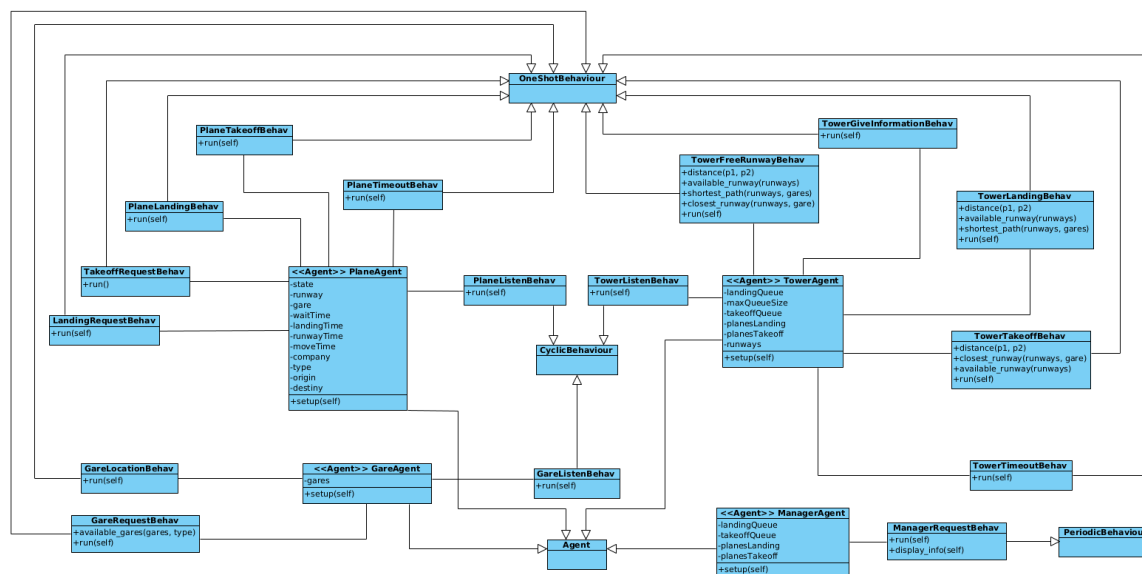 OneShotBehaviour
PlaneTakeoffBehav
+run(self)
TowerGiveInformationBehav
+run(self)
TowerFreeRunwayBehav
+distance(p1, p2)
+available_runway(runways)
+shortest_path(runways, gares)
+closest_runway(runways, gare)
+run(self)
PlaneTimeoutBehav
+run(self)
PlaneLandingBehav
+run(self)
TowerLandingBehav
+distance(p1, p2)
+available_runway(runways)
+shortest_path(runways, gares)
+run(self)
TakeoffRequestBehav
+run()
<<Agent>> PlaneAgent
-state
-runway
-gare
-waitTime
-landingTime
-runwayTime
-moveTime
-company
-type
-origin
-destiny
+setup(self)
PlaneListenBehav
+run(self)
TowerListenBehav
+run(self)
<<Agent>> TowerAgent
-landingQueue
-maxQueueSize
-takeoffQueue
-planesLanding
-planesTakeoff
-runways
+setup(self)
LandingRequestBehav
+run(self)
TowerTakeoffBehav
+distance(p1, p2)
+closest_runway(runways, gare)
+available_runway(runways)
+run(self)
CyclicBehaviour
GareLocationBehav
+run(self)
<<Agent>> GareAgent
-gares
+setup(self)
GareListenBehav
+run(self)
TowerTimeoutBehav
+run(self)
GareRequestBehav
+available_gares(gares, type)
+run(self)
Agent
<<Agent>> ManagerAgent
-landingQueue
-takeoffQueue
-planesLanding
-planesTakeoff
+setup(self)
ManagerRequestBehav
+run(self)
+display_info(self)
PeriodicBehaviour